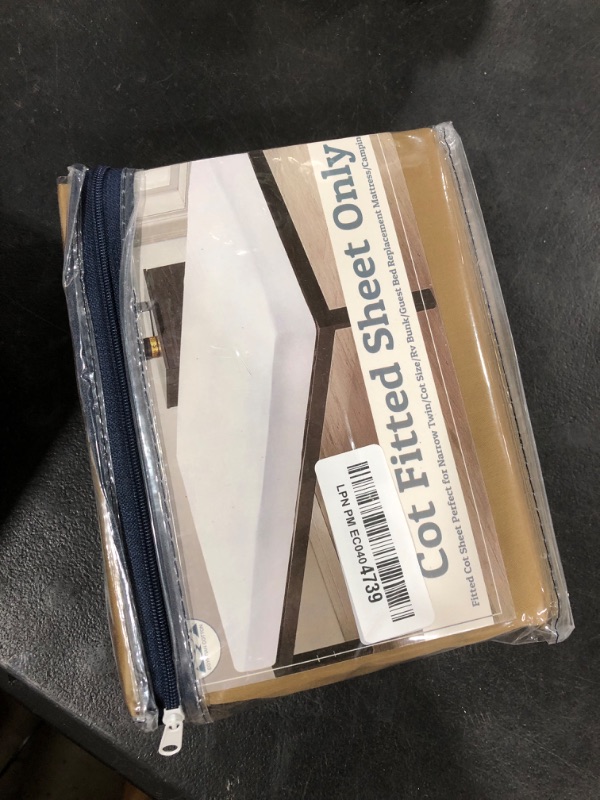 Cot Fitted Sheet Only
Fitted Cot Sheet Perfect for Narrow Twin/Cot Size/Rv Bunk/Guest Bed Replacement Mattress/Camping
LPN PM EC0404739